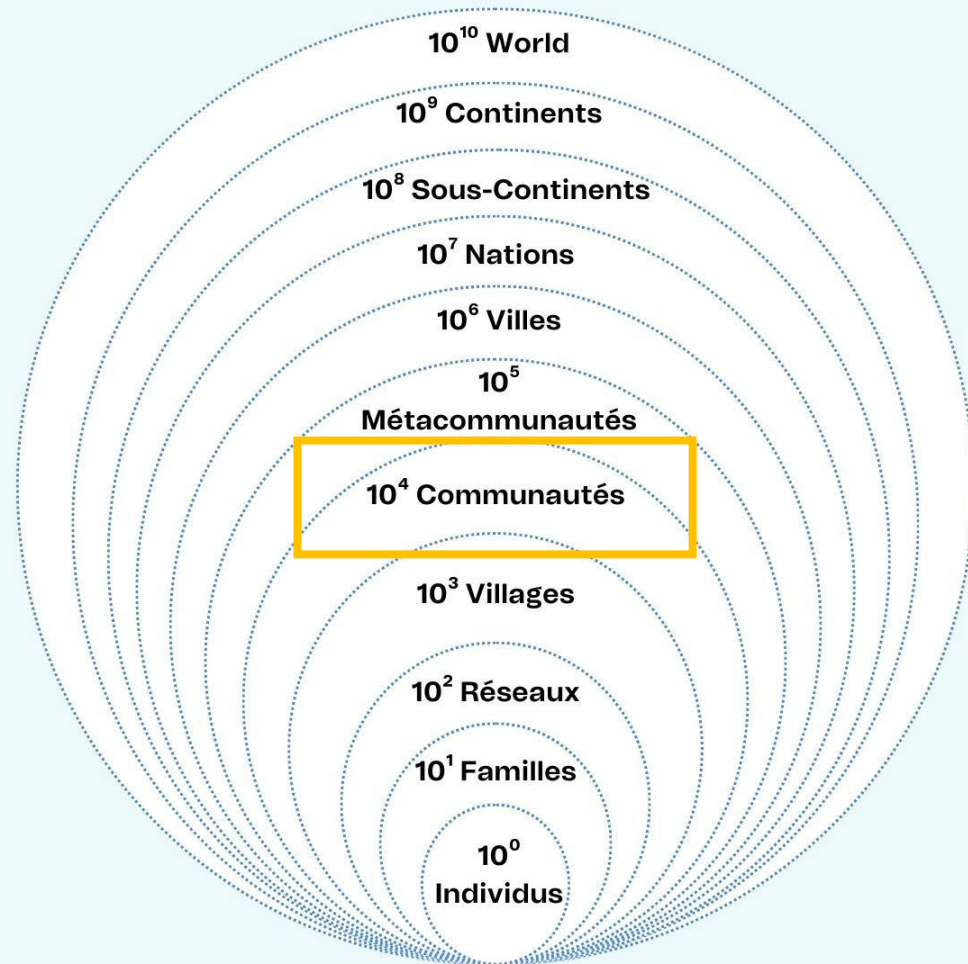 10¹⁰ World
10⁹ Continents
10⁸ Sous-Continents
10⁷ Nations
10⁶ Villes
10⁵
Métacommunautés
10⁴ Communautés
10³ Villages
10² Réseaux
10¹ Familles
10⁰
Individus